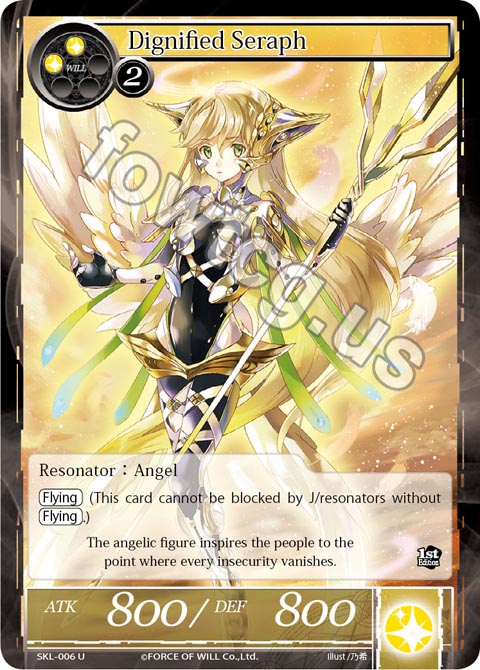 Dignified Seraph
WILL
2
fowtcg.us
Resonator : Angel
Flying (This card cannot be blocked by J/resonators without
Flying.)
The angelic figure inspires the people to the
point where every insecurity vanishes.
1st
Edition
ATK 800 / DEF 800
SKL-006 U ©FORCE OF WILL Co.,Ltd. Illust/乃希